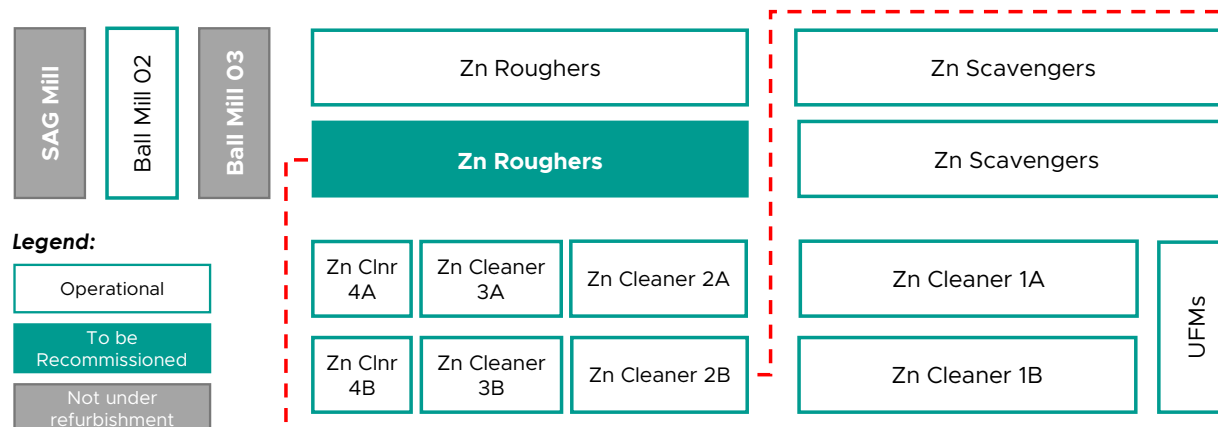 SAG Mill
Ball Mill 02
Ball Mill 03
Zn Roughers
Zn Scavengers
Zn Roughers
Zn Scavengers
Legend:
Operational
To be
Recommissioned
Not under
refurbishment
Zn Clnr
4A
Zn Cleaner
3A
Zn Cleaner 2A
Zn Cleaner 1A
UFMs
Zn Clnr
4B
Zn Cleaner
3B
Zn Cleaner 2B
Zn Cleaner 1B